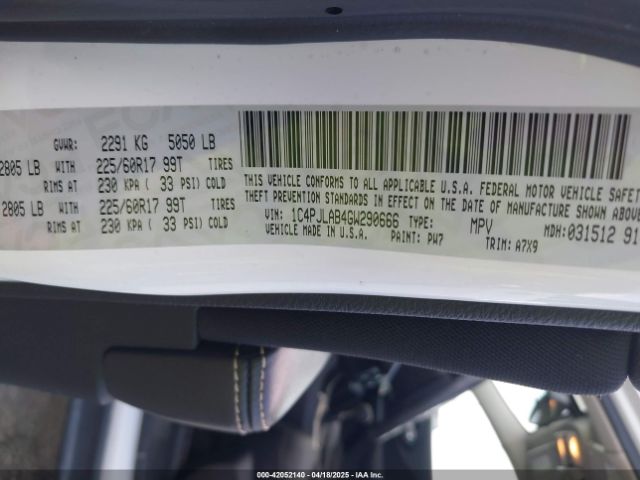 GVWR: 2291 KG 5050 LB
2805 LB WITH 225/60R17 99T TIRES
RIMS AT 230 KPA ( 33 PSI) COLD
2805 LB WITH 225/60R17 99T TIRES
RIMS AT 230 KPA ( 33 PSI) COLD
THIS VEHICLE CONFORMS TO ALL APPLICABLE U.S.A. FEDERAL MOTOR VEHICLE SAFET
THEFT PREVENTION STANDARDS IN EFFECT ON THE DATE OF MANUFACTURE SHOWN ABOV
VIN: 1C4PJLAB4GW290666 TYPE: MPV MDH: 031512 91
VEHICLE MADE IN U.S.A. PAINT: PW7 TRIM: A7X9
000-42052140 - 04/18/2025 - IAA Inc.